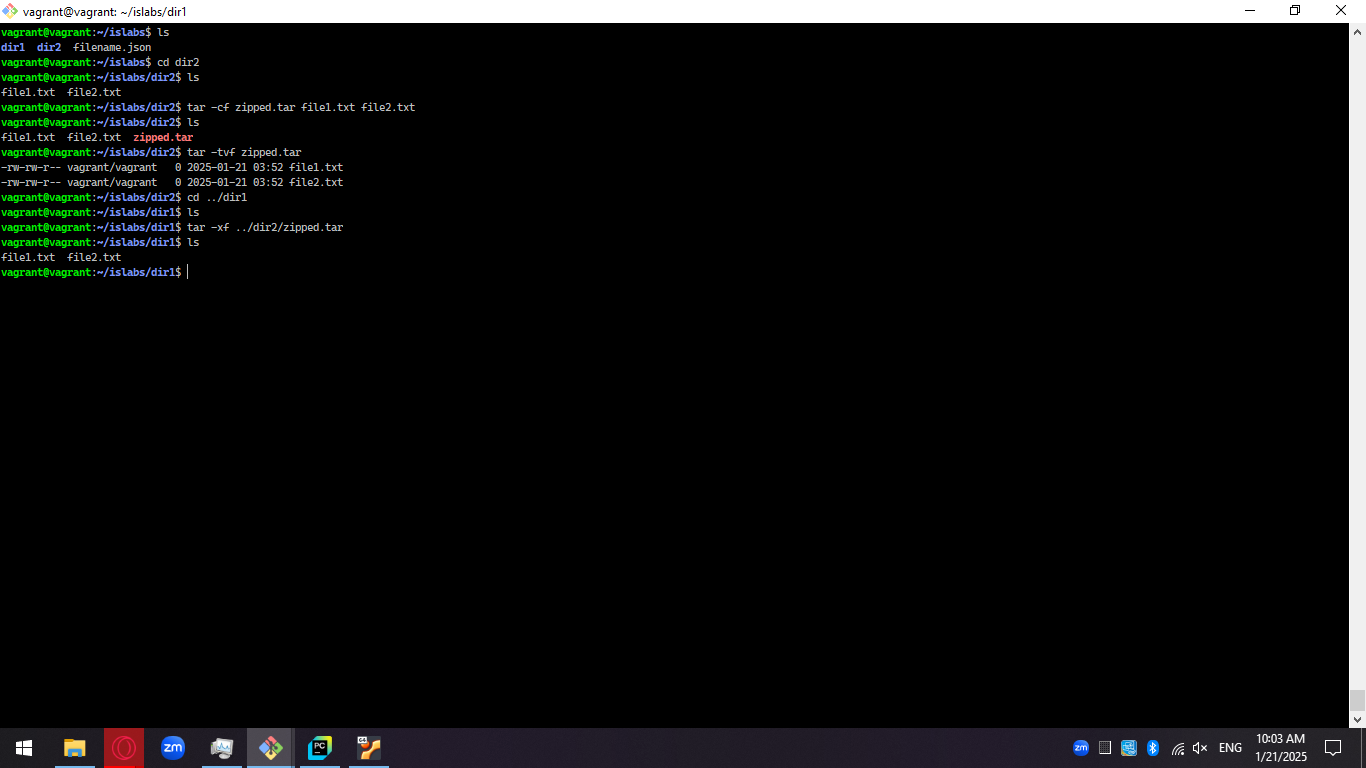 vagrant@vagrant: ~/islabs/dir1
vagrant@vagrant:~/islabs$ ls
dir1  dir2  filename.json
vagrant@vagrant:~/islabs$ cd dir2
vagrant@vagrant:~/islabs/dir2$ ls
file1.txt  file2.txt
vagrant@vagrant:~/islabs/dir2$ tar -cf zipped.tar file1.txt file2.txt
vagrant@vagrant:~/islabs/dir2$ ls
file1.txt  file2.txt  zipped.tar
vagrant@vagrant:~/islabs/dir2$ tar -tvf zipped.tar
-rw-rw-r-- vagrant/vagrant   0 2025-01-21 03:52 file1.txt
-rw-rw-r-- vagrant/vagrant   0 2025-01-21 03:52 file2.txt
vagrant@vagrant:~/islabs/dir2$ cd ../dir1
vagrant@vagrant:~/islabs/dir1$ ls
vagrant@vagrant:~/islabs/dir1$ tar -xf ../dir2/zipped.tar
vagrant@vagrant:~/islabs/dir1$ ls
file1.txt  file2.txt
vagrant@vagrant:~/islabs/dir1$
zm
PC
64
zm
ENG
10:03 AM
1/21/2025